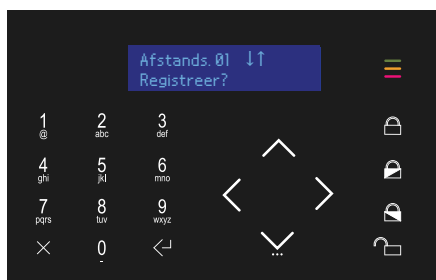 Afstands. 01 ↓↑
Registreer?
1 2 3
@ abc def
4 5 6
ghi jkl mno
7 8 9
pqrs tuv wxyz
0
-
...